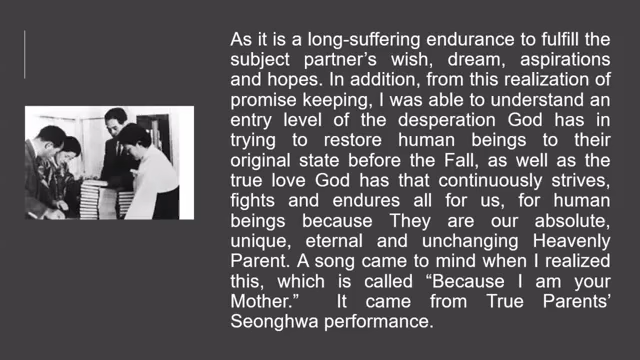 As it is a long-suffering endurance to fulfill the
subject partner’s wish, dream, aspirations
and hopes. In addition, from this realization of
promise keeping, I was able to understand an
entry level of the desperation God has in
trying to restore human beings to their
original state before the Fall, as well as the
true love God has that continuously strives,
fights and endures all for us, for human
beings because They are our absolute,
unique, eternal and unchanging Heavenly
Parent. A song came to mind when I realized
this, which is called “Because I am your
Mother.” It came from True Parents’
Seonghwa performance.